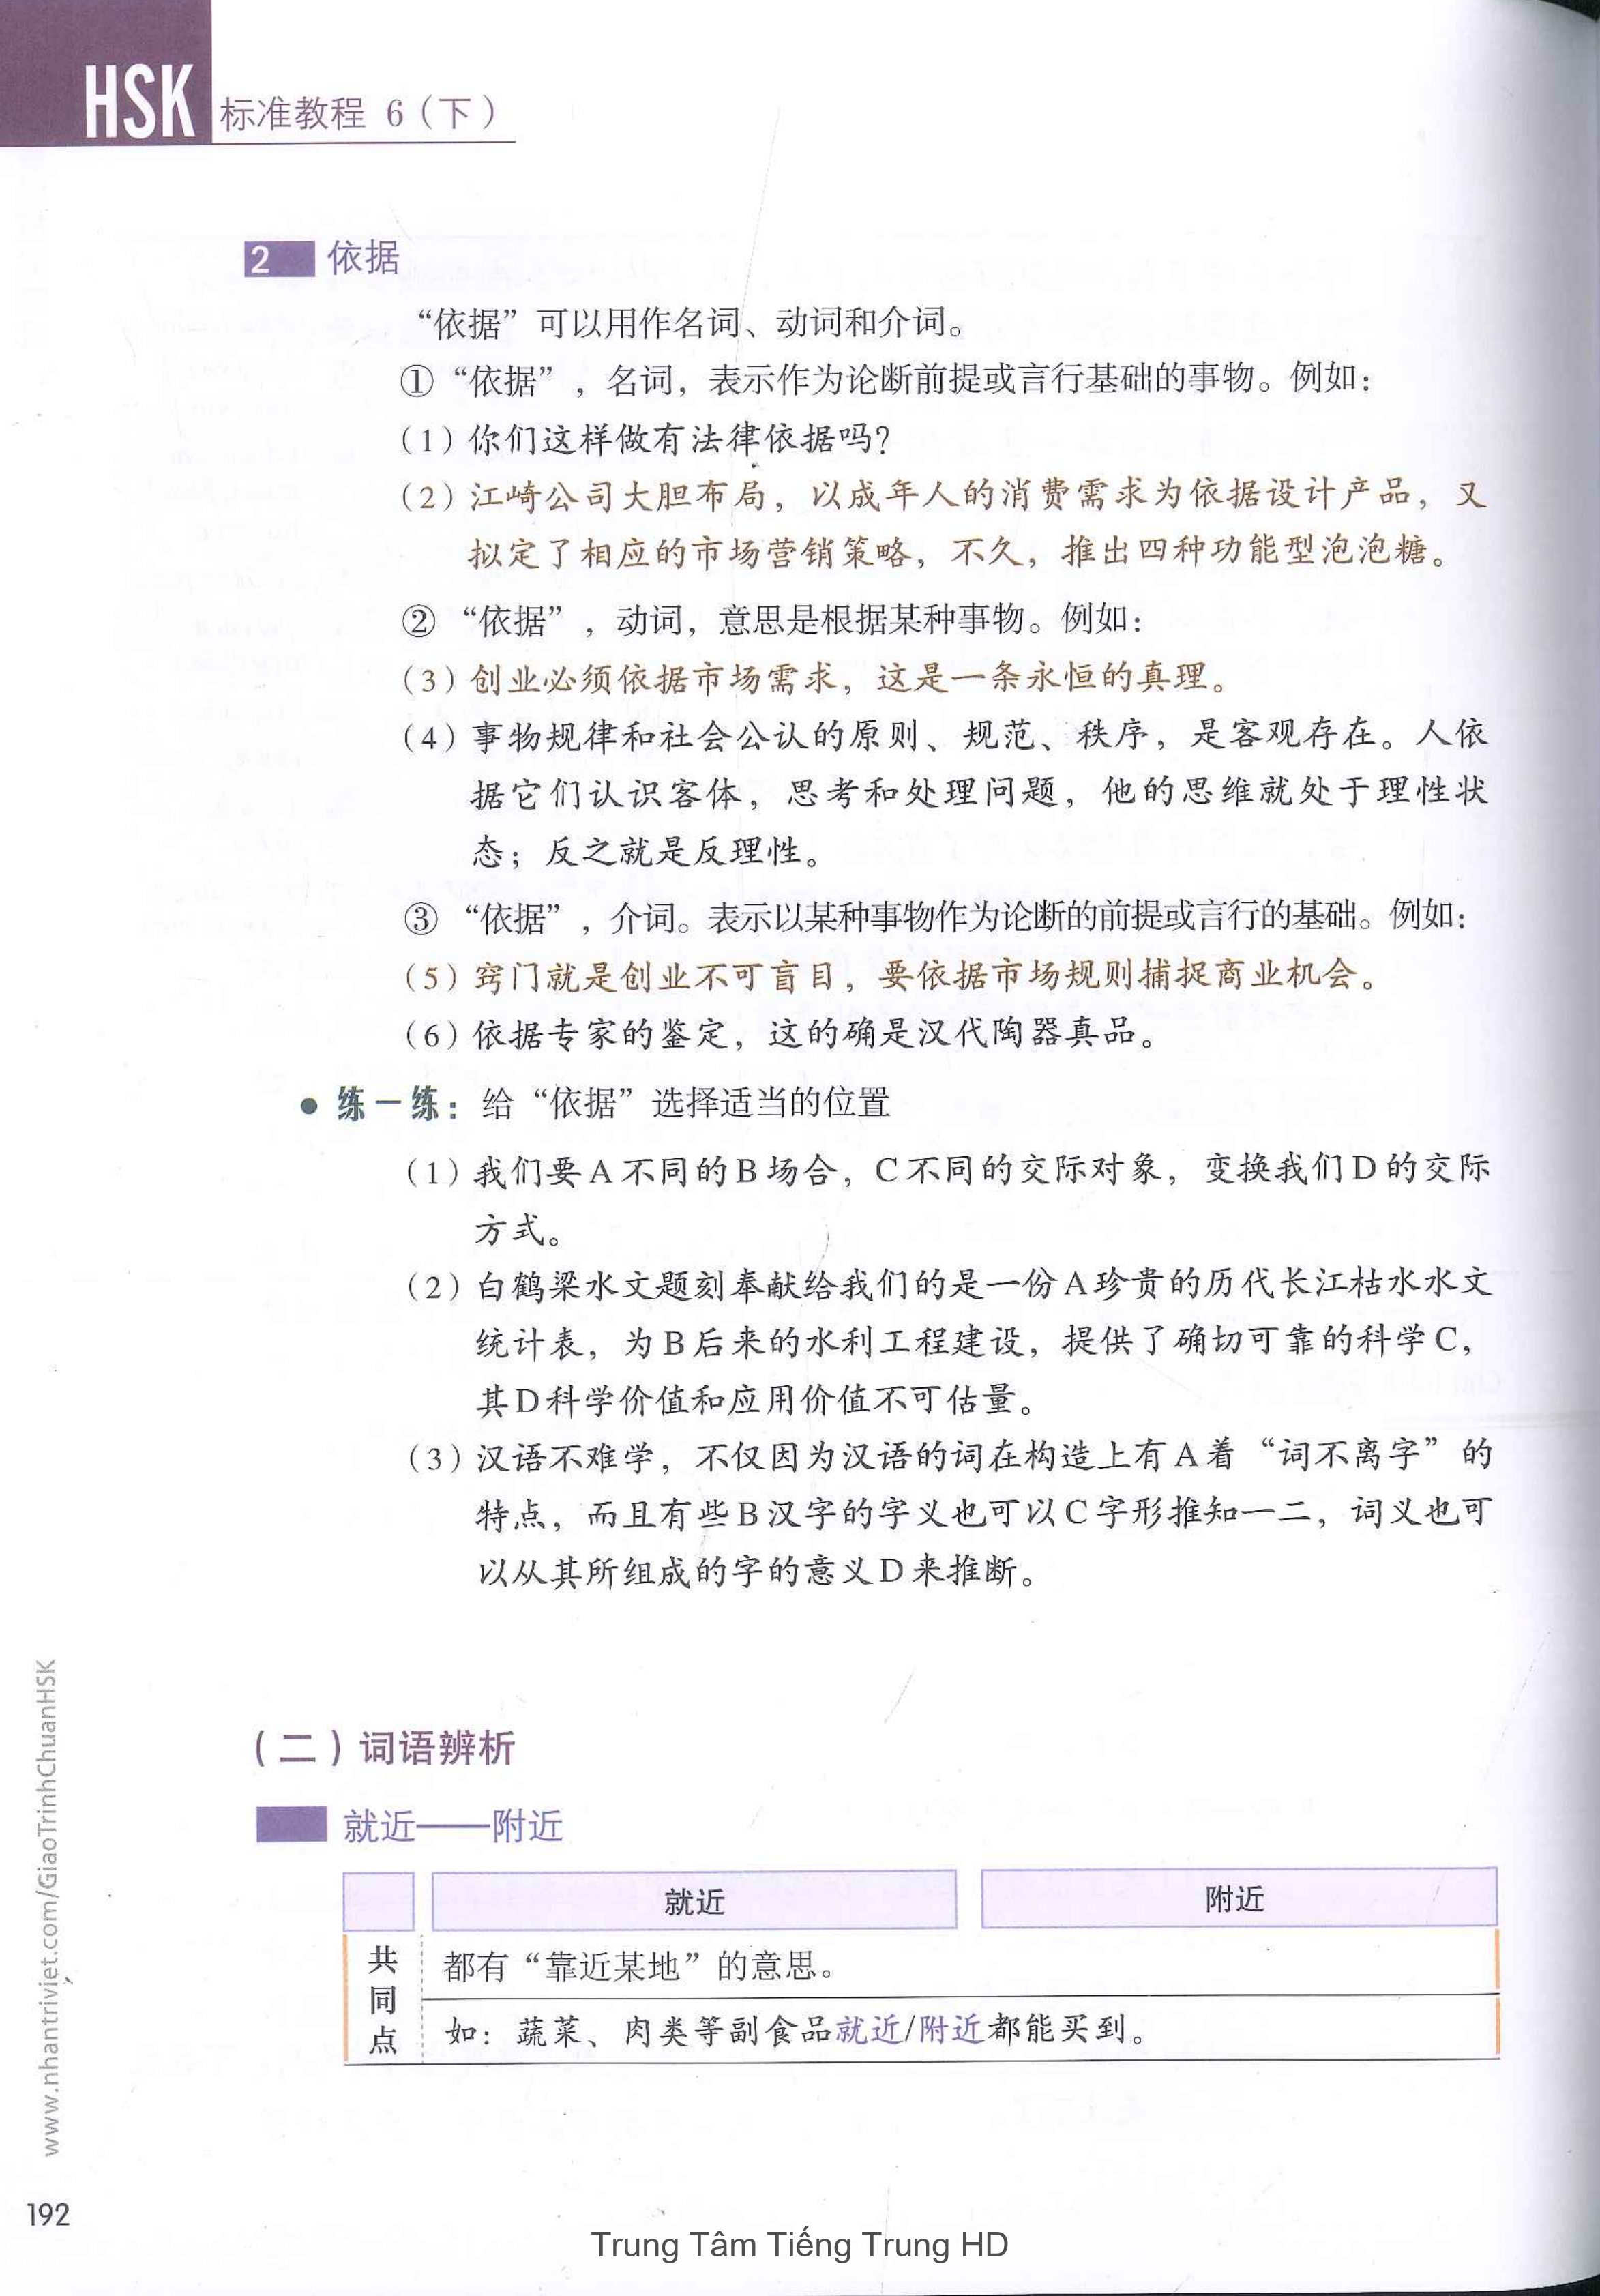 HSK 标准教程 6（下）
2 依据
“依据”可以用作名词、动词和介词。
①“依据”，名词，表示作为论断前提或言行基础的事物。例如：
（1）你们这样做有法律依据吗？
（2）江崎公司大胆布局，以成年人的消费需求为依据设计产品，又
拟定了相应的市场营销策略，不久，推出四种功能型泡泡糖。
②“依据”，动词，意思是根据某种事物。例如：
（3）创业必须依据市场需求，这是一条永恒的真理。
（4）事物规律和社会公认的原则、规范、秩序，是客观存在。人依
据它们认识客体，思考和处理问题，他的思维就处于理性状
态；反之就是反理性。
③“依据”，介词。表示以某种事物作为论断的前提或言行的基础。例如：
（5）窍门就是创业不可盲目，要依据市场规则捕捉商业机会。
（6）依据专家的鉴定，这的确是汉代陶器真品。
● 练一练：给“依据”选择适当的位置
（1）我们要A不同的B场合，C不同的交际对象，变换我们D的交际
方式。
（2）白鹤梁水文题刻奉献给我们的是一份A珍贵的历代长江枯水水文
统计表，为B后来的水利工程建设，提供了确切可靠的科学C，
其D科学价值和应用价值不可估量。
（3）汉语不难学，不仅因为汉语的词在构造上有A着“词不离字”的
特点，而且有些B汉字的字义也可以C字形推知一二，词义也可
以从其所组成的字的意义D来推断。
（二）词语辨析
就近——附近
就近 附近
共同点
都有“靠近某地”的意思。
如：蔬菜、肉类等副食品就近/附近都能买到。
www.nhantriviet.com/GiaoTrinhChuanHSK
192
Trung Tâm Tiếng Trung HD